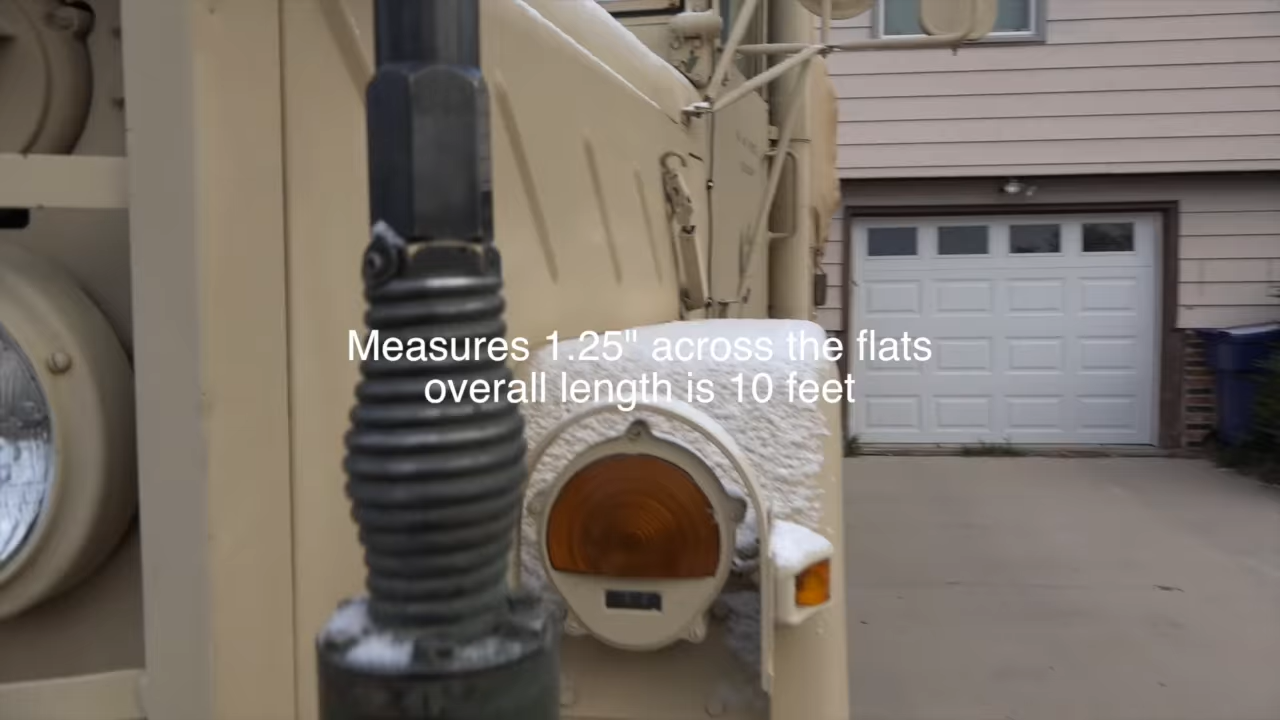 Measures 1.25" across the flats
overall length is 10 feet